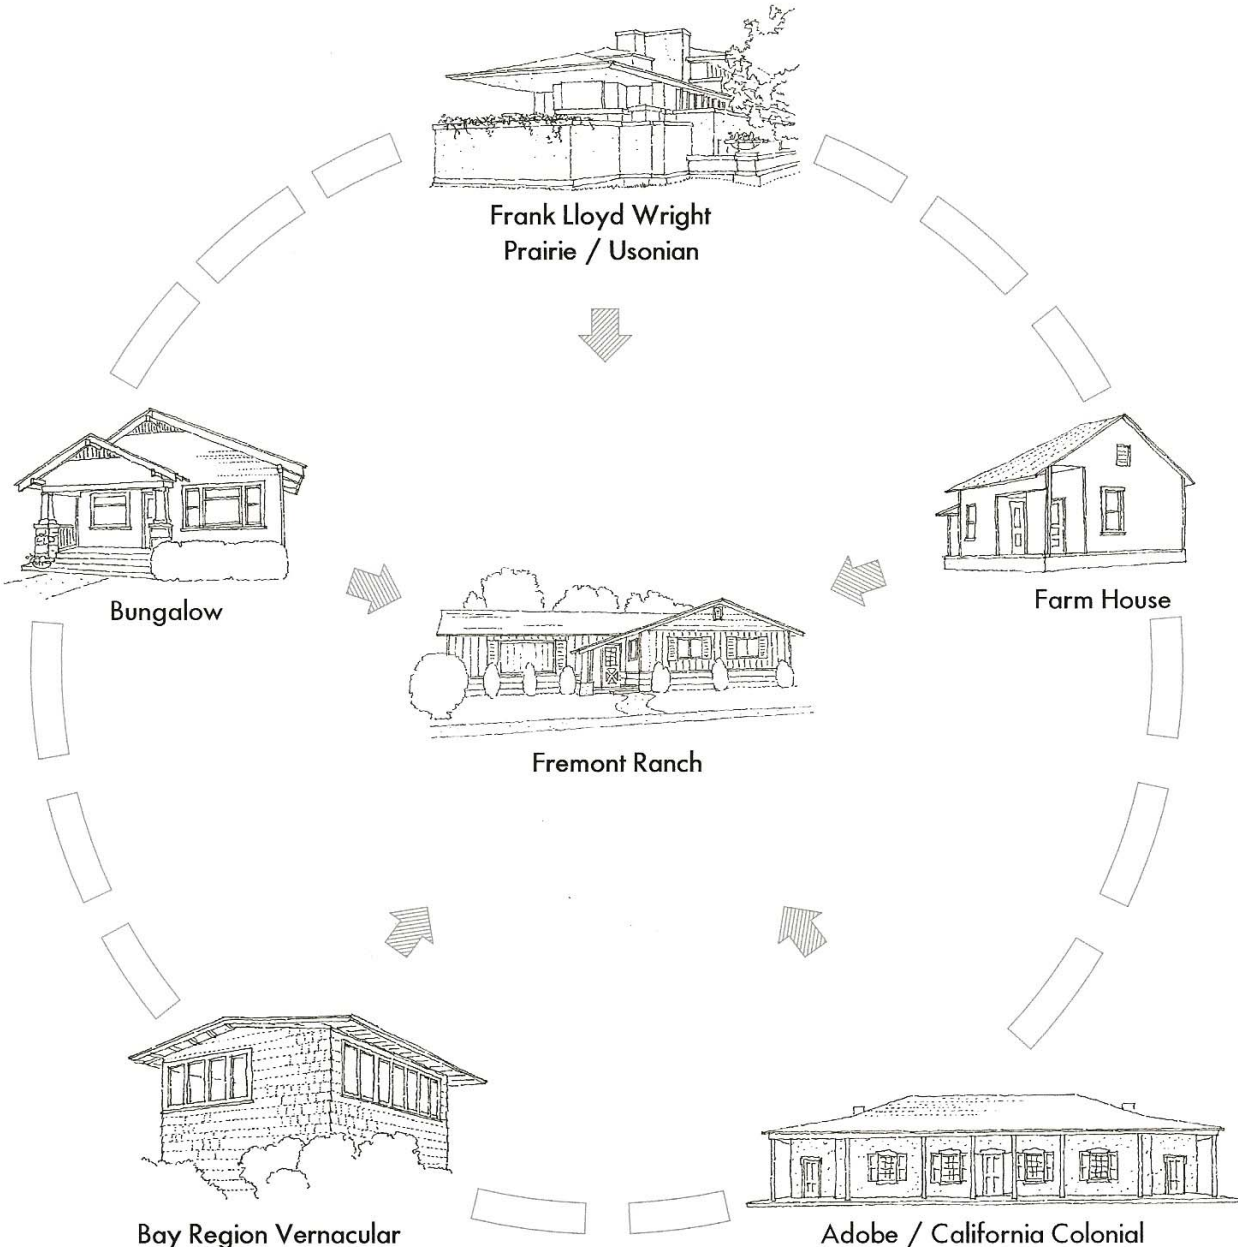 Frank Lloyd Wright
Prairie / Usonian
Bungalow
Farm House
Fremont Ranch
Bay Region Vernacular
Adobe / California Colonial